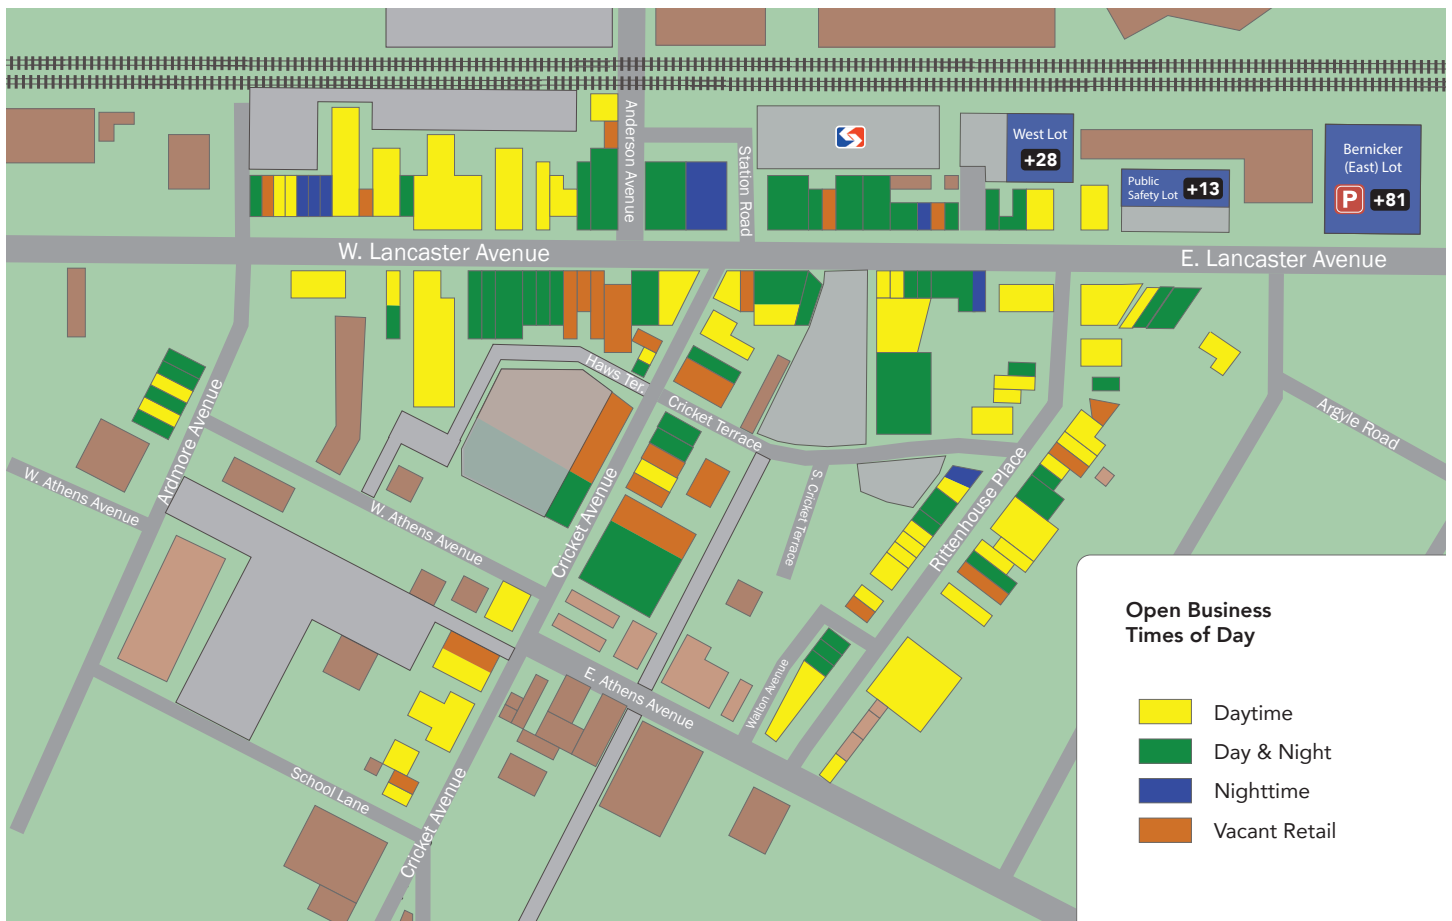 Anderson Avenue
Station Road
West Lot
+28
Public
Safety Lot
+13
Bernicker
(East) Lot
P
+81
W. Lancaster Avenue
E. Lancaster Avenue
Haws Ter.
Cricket Terrace
Argyle Road
Ardmore Avenue
W. Athens Avenue
W. Athens Avenue
Cricket Avenue
S. Cricket Terrace
Rittenhouse Place
Walton Avenue
E. Athens Avenue
School Lane
Cricket Avenue
Open Business
Times of Day
Daytime
Day & Night
Nighttime
Vacant Retail